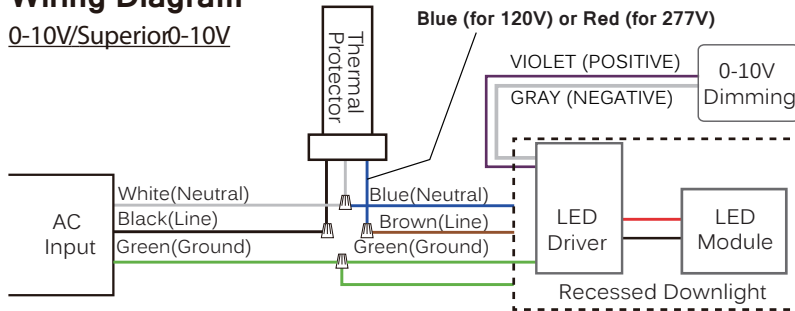 Wiring Diagram
0-10V/Superior0-10V
Blue (for 120V) or Red (for 277V)
Thermal
Protector
VIOLET (POSITIVE)
GRAY (NEGATIVE)
0-10V
Dimming
AC
Input
White(Neutral)
Black(Line)
Green(Ground)
Blue(Neutral)
Brown(Line)
Green(Ground)
LED
Driver
LED
Module
Recessed Downlight